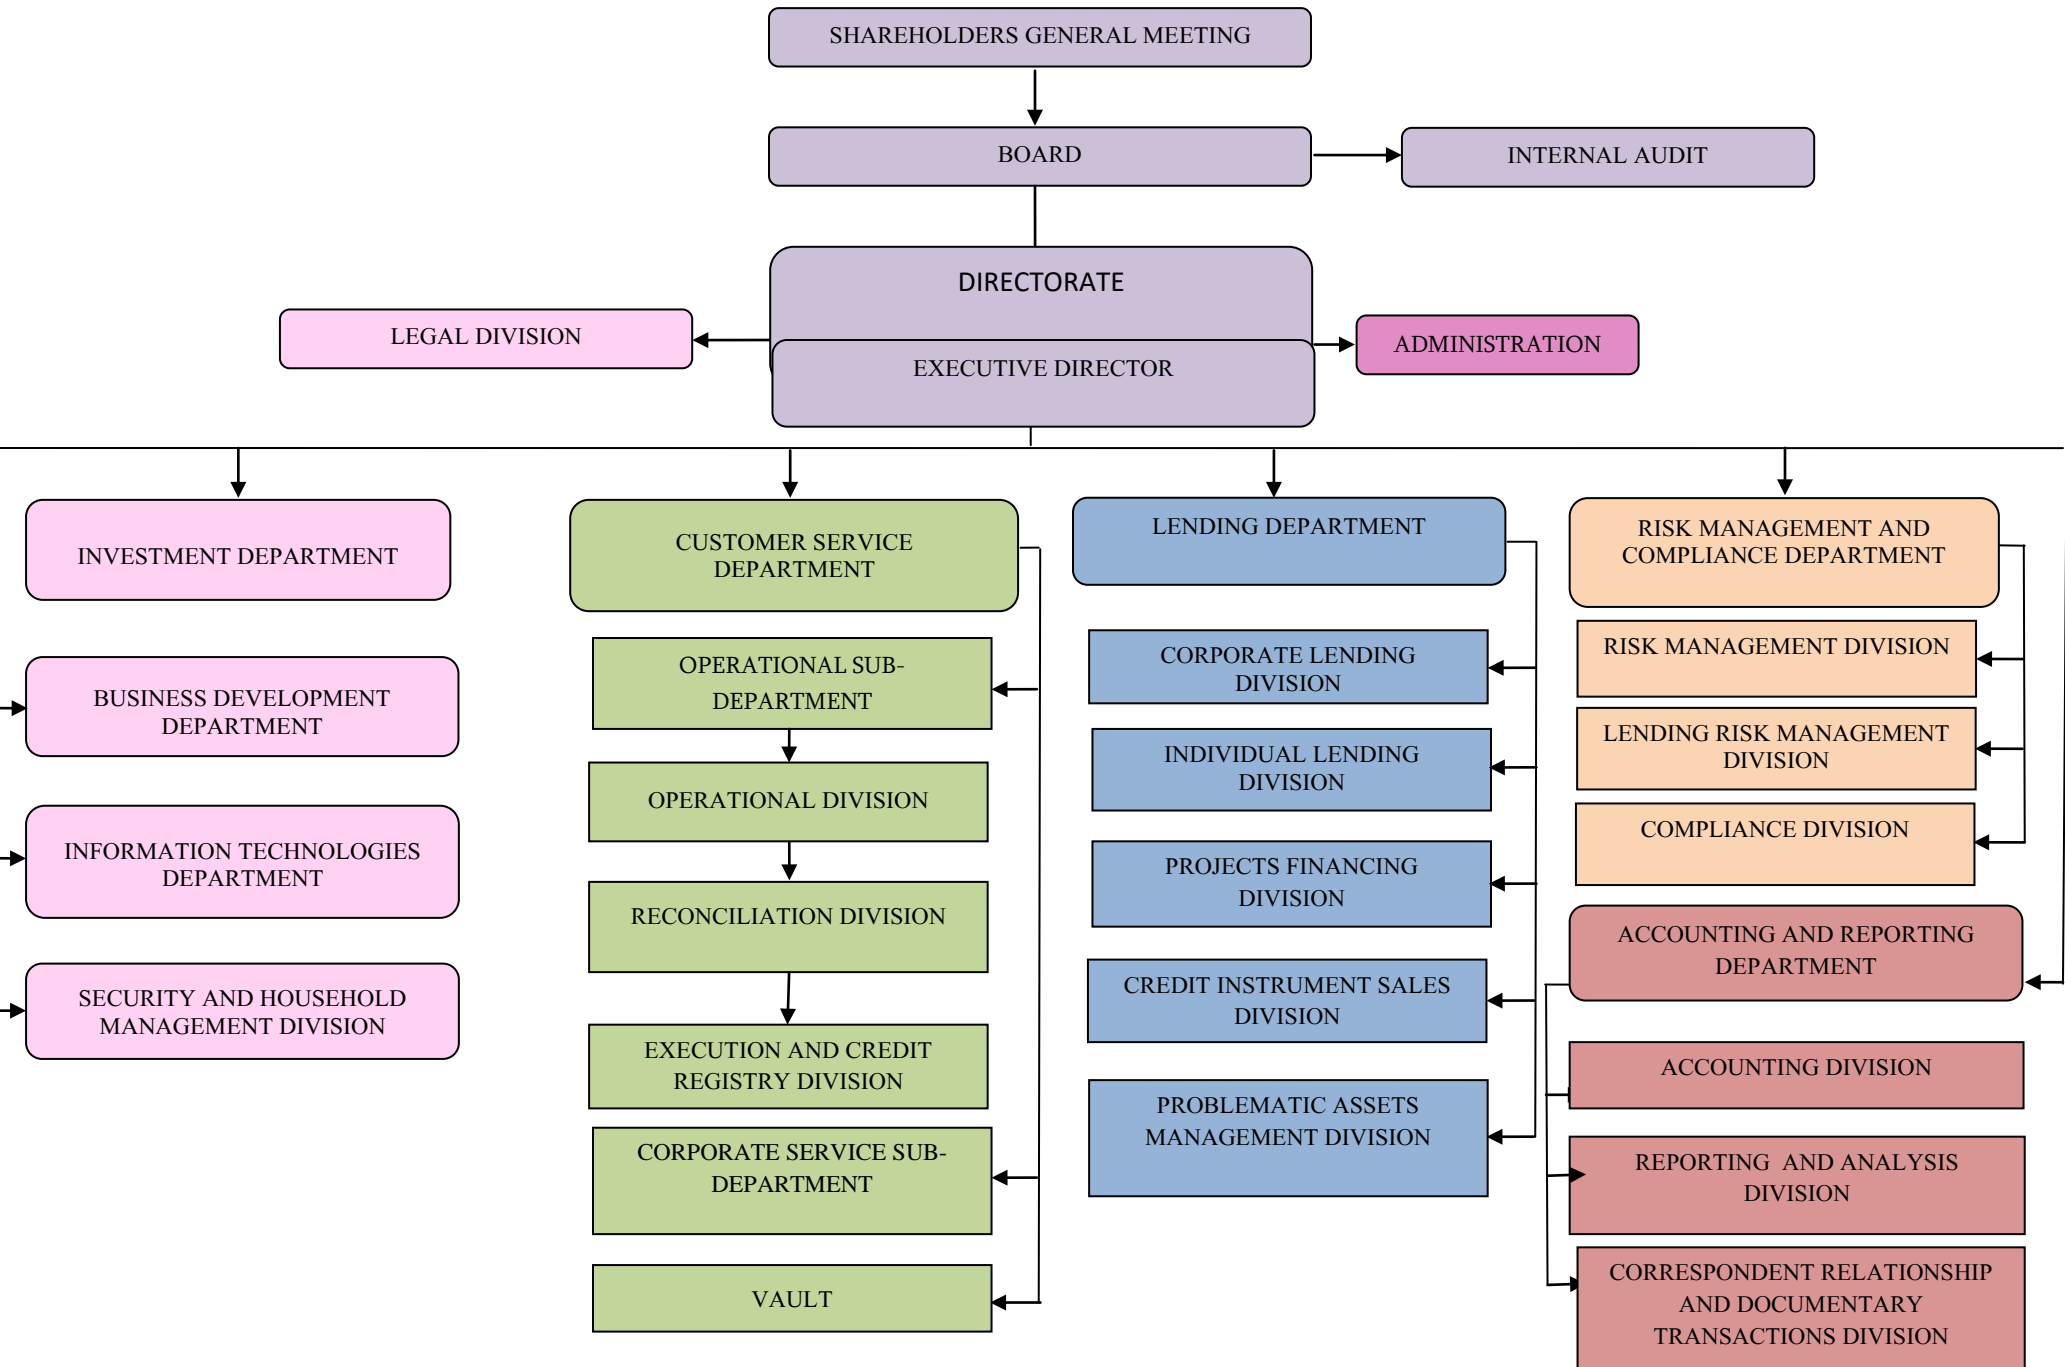 SHAREHOLDERS GENERAL MEETING
BOARD
INTERNAL AUDIT
DIRECTORATE
LEGAL DIVISION
ADMINISTRATION
EXECUTIVE DIRECTOR
INVESTMENT DEPARTMENT
BUSINESS DEVELOPMENT
DEPARTMENT
INFORMATION TECHNOLOGIES
DEPARTMENT
SECURITY AND HOUSEHOLD
MANAGEMENT DIVISION
CUSTOMER SERVICE
DEPARTMENT
OPERATIONAL SUB-
DEPARTMENT
OPERATIONAL DIVISION
RECONCILIATION DIVISION
EXECUTION AND CREDIT
REGISTRY DIVISION
CORPORATE SERVICE SUB-
DEPARTMENT
VAULT
LENDING DEPARTMENT
CORPORATE LENDING
DIVISION
INDIVIDUAL LENDING
DIVISION
PROJECTS FINANCING
DIVISION
CREDIT INSTRUMENT SALES
DIVISION
PROBLEMATIC ASSETS
MANAGEMENT DIVISION
RISK MANAGEMENT AND
COMPLIANCE DEPARTMENT
RISK MANAGEMENT DIVISION
LENDING RISK MANAGEMENT
DIVISION
COMPLIANCE DIVISION
ACCOUNTING AND REPORTING
DEPARTMENT
ACCOUNTING DIVISION
REPORTING AND ANALYSIS
DIVISION
CORRESPONDENT RELATIONSHIP
AND DOCUMENTARY
TRANSACTIONS DIVISION